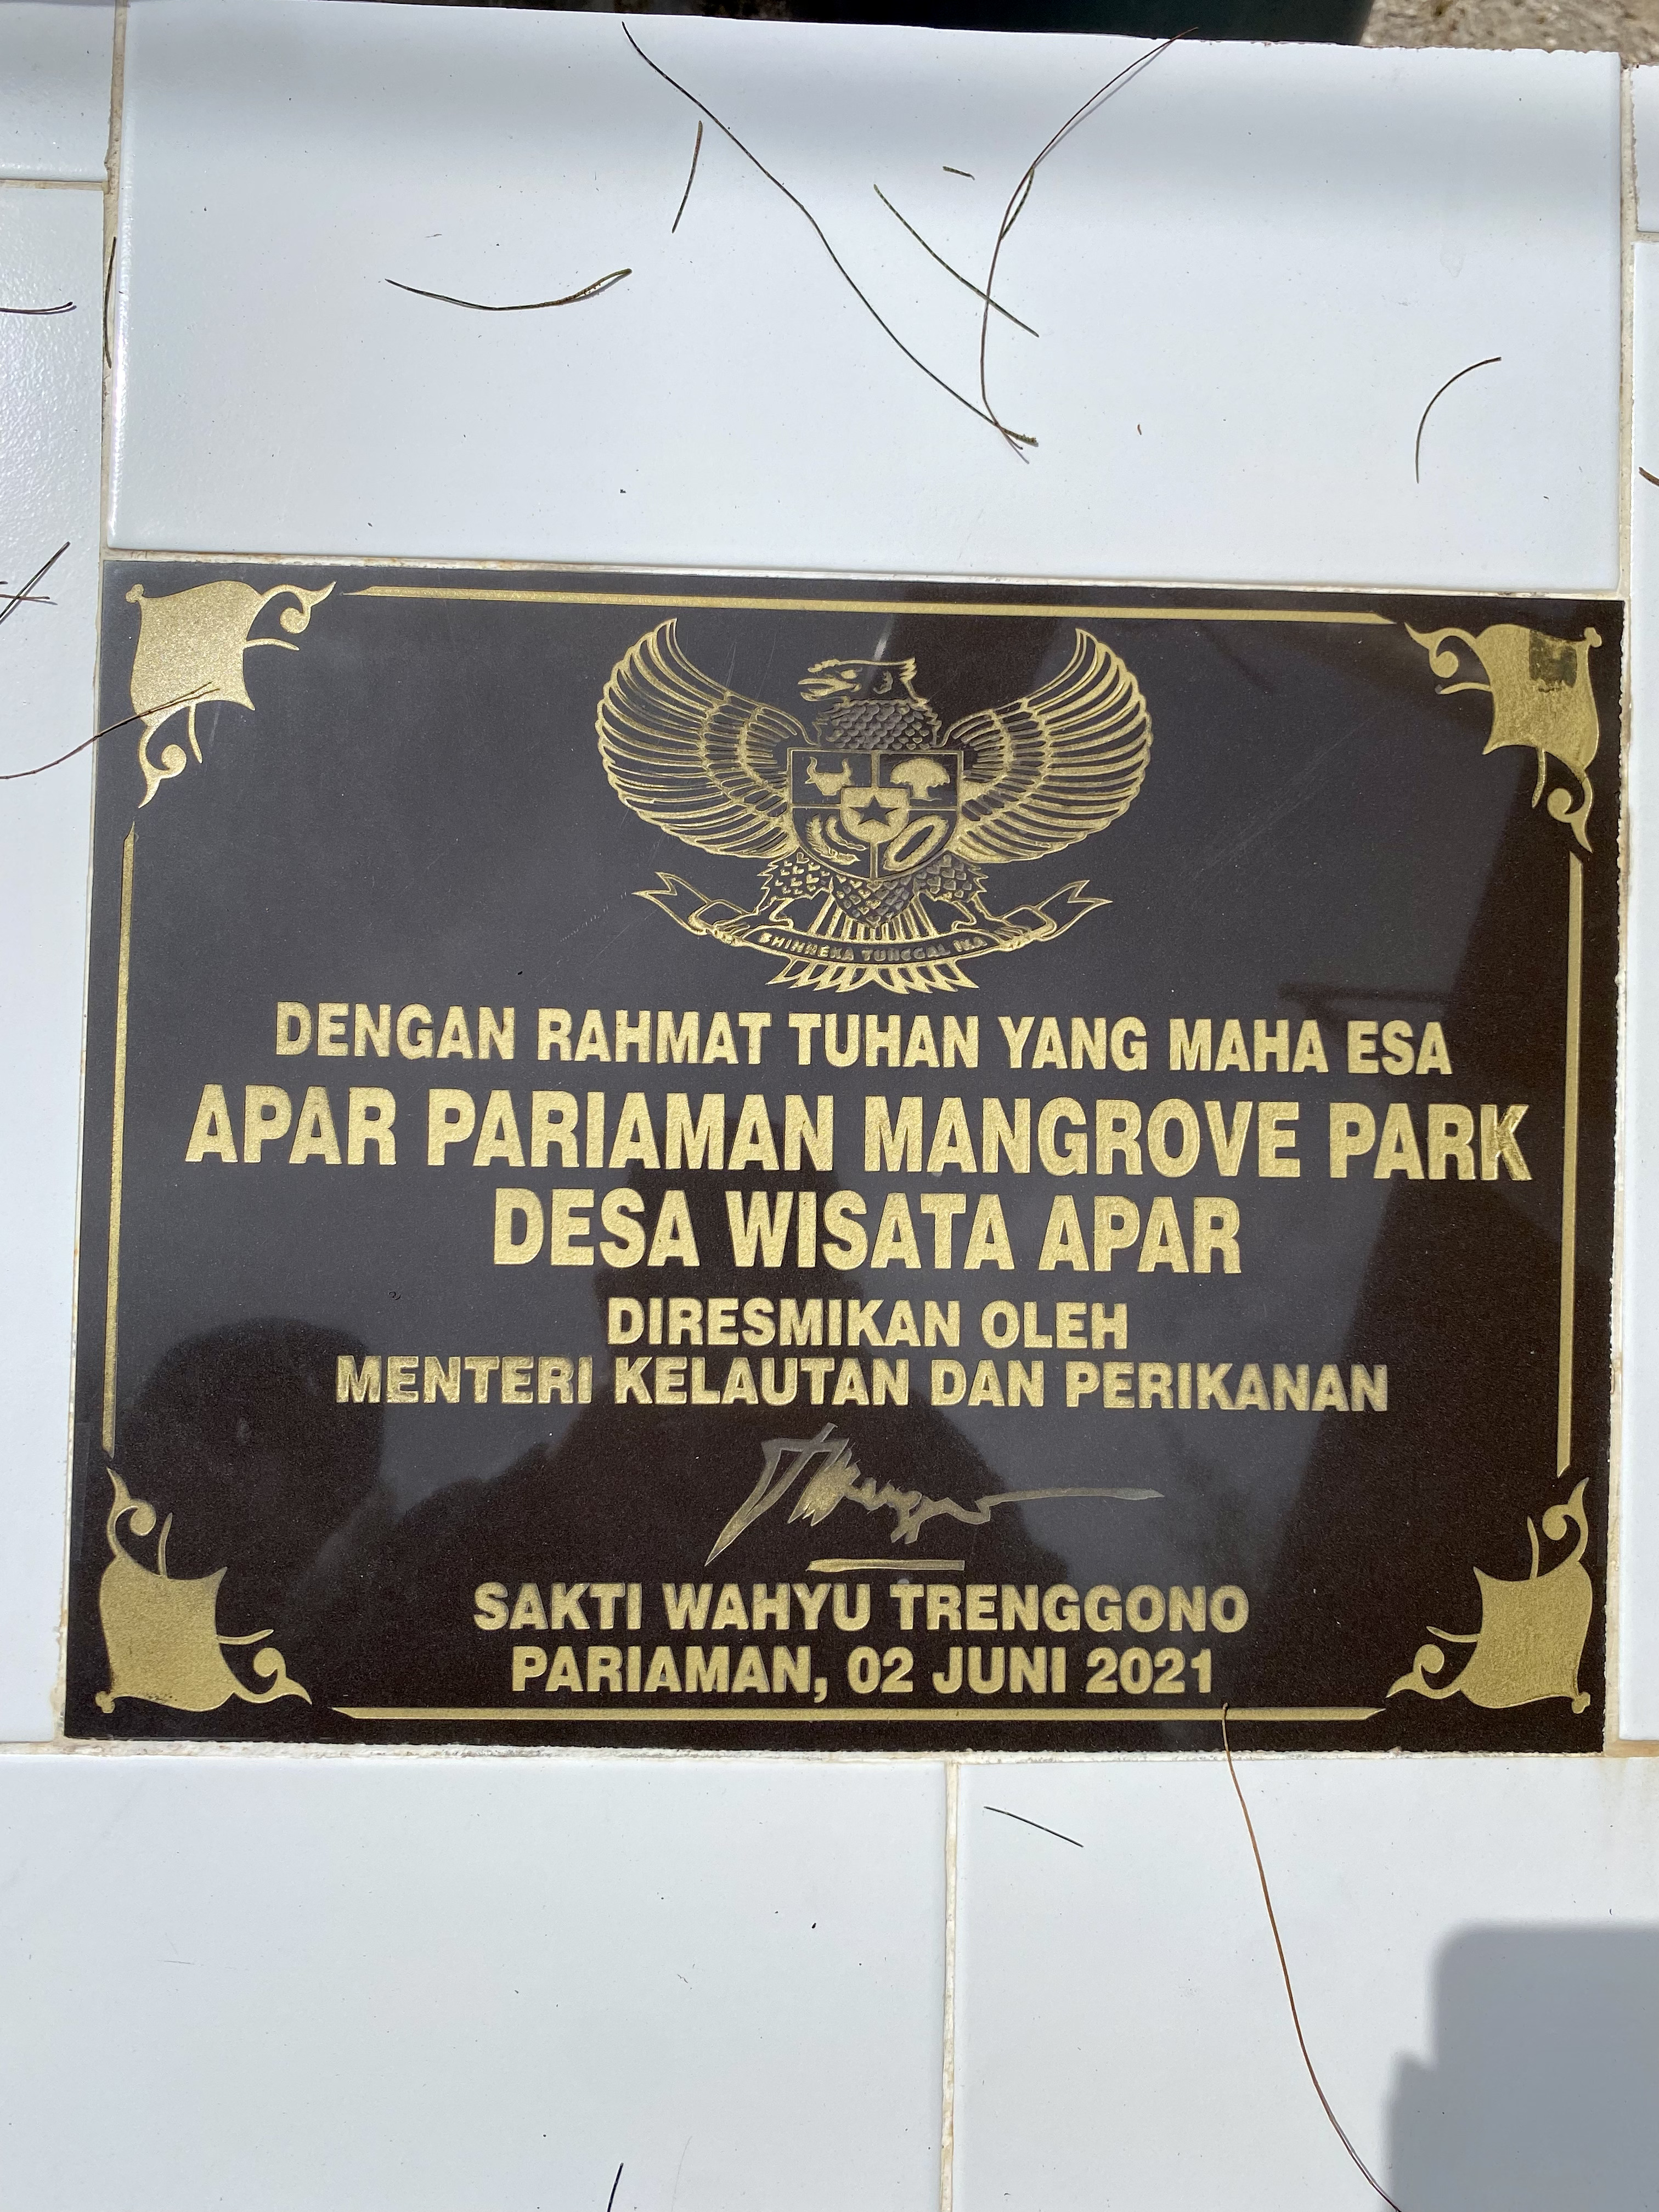 BHINNEKA TUNGGAL IKA
DENGAN RAHMAT TUHAN YANG MAHA ESA
APAR PARIAMAN MANGROVE PARK
DESA WISATA APAR
DIRESMIKAN OLEH
MENTERI KELAUTAN DAN PERIKANAN
SAKTI WAHYU TRENGGONO
PARIAMAN, 02 JUNI 2021